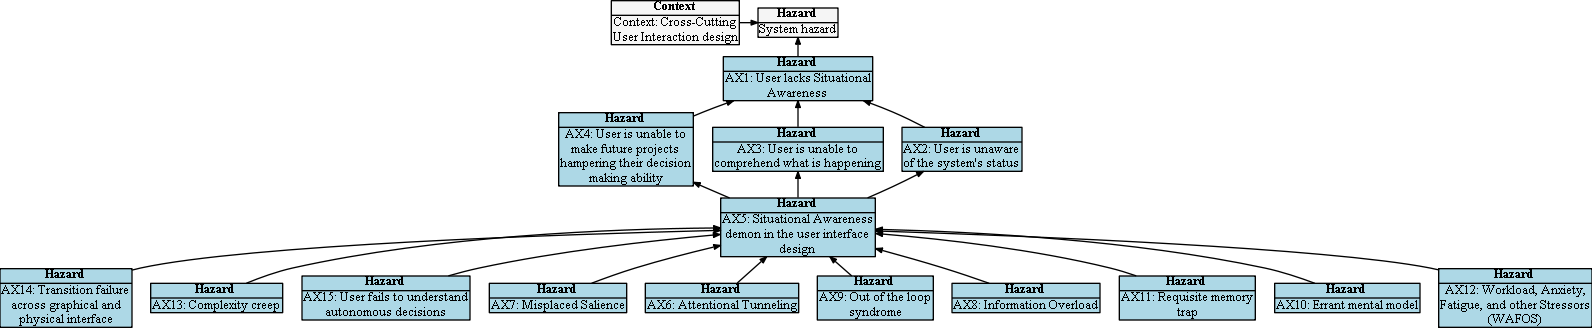 Context
Context: Cross-Cutting
User Interaction design
Hazard
System hazard
Hazard
AX1: User lacks Situational
Awareness
Hazard
AX4: User is unable to
make future projects
hampering their decision
making ability
Hazard
AX3: User is unable to
comprehend what is happening
Hazard
AX2: User is unaware
of the system's status
Hazard
AX5: Situational Awareness
demon in the user interface
design
Hazard
AX14: Transition failure
across graphical and
physical interface
Hazard
AX13: Complexity creep
Hazard
AX15: User fails to understand
autonomous decisions
Hazard
AX7: Misplaced Salience
Hazard
AX6: Attentional Tunneling
Hazard
AX9: Out of the loop
syndrome
Hazard
AX8: Information Overload
Hazard
AX11: Requisite memory
trap
Hazard
AX10: Errant mental model
Hazard
AX12: Workload, Anxiety,
Fatigue, and other Stressors
(WAFOS)